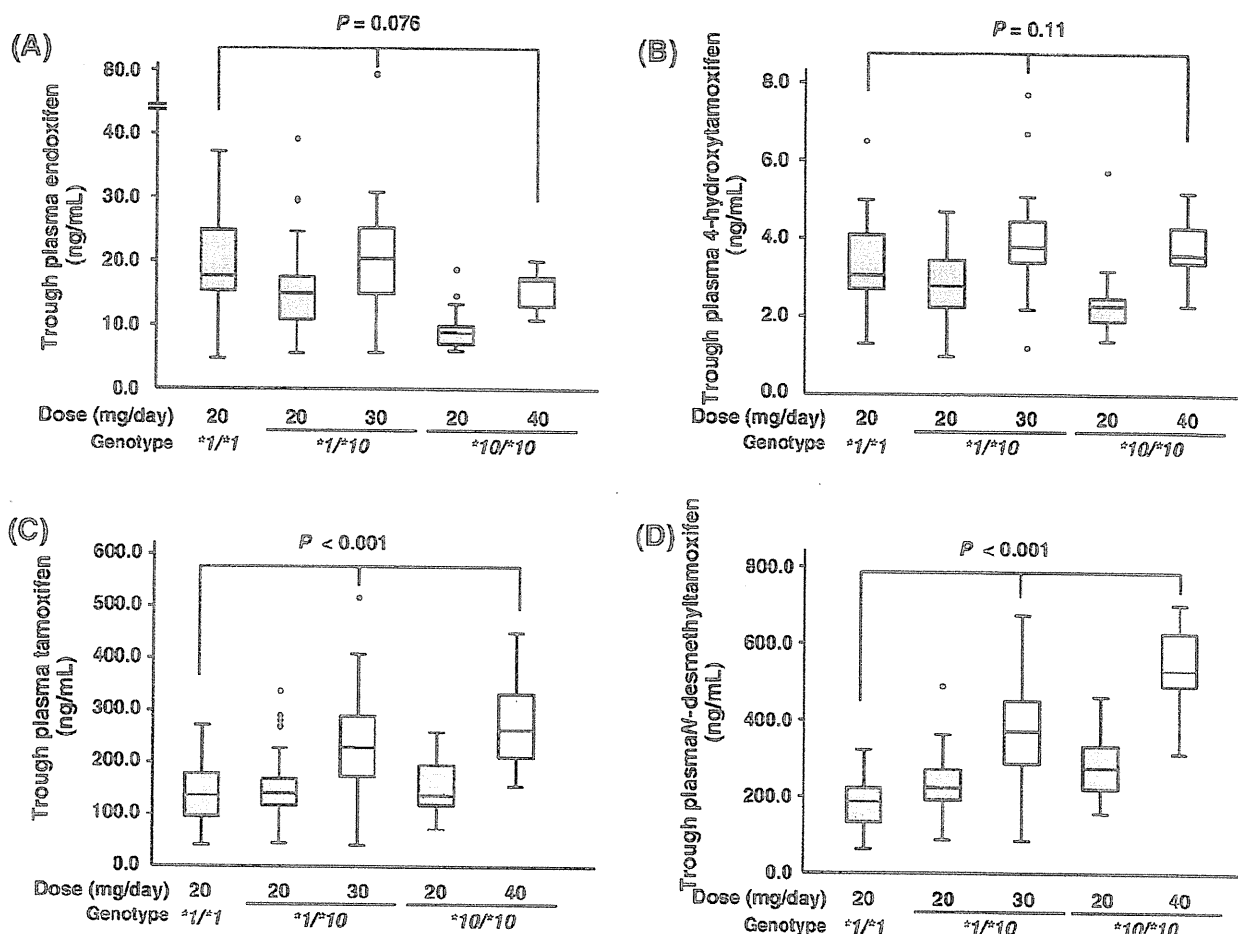 (A)
P = 0.076
Trough plasma endoxifen
(ng/mL)
80.0
40.0
30.0
20.0
10.0
0.0
Dose (mg/day) 20 20 30 20 40
Genotype *1/*1 *1/*10 *10/*10
(B)
P = 0.11
Trough plasma 4-hydroxytamoxifen
(ng/mL)
8.0
6.0
4.0
2.0
0.0
Dose (mg/day) 20 20 30 20 40
Genotype *1/*1 *1/*10 *10/*10
(C)
P < 0.001
Trough plasma tamoxifen
(ng/mL)
600.0
500.0
400.0
300.0
200.0
100.0
0.0
Dose (mg/day) 20 20 30 20 40
Genotype *1/*1 *1/*10 *10/*10
(D)
P < 0.001
Trough plasma N-desmethyltamoxifen
(ng/mL)
800.0
600.0
400.0
200.0
0.0
Dose (mg/day) 20 20 30 20 40
Genotype *1/*1 *1/*10 *10/*10